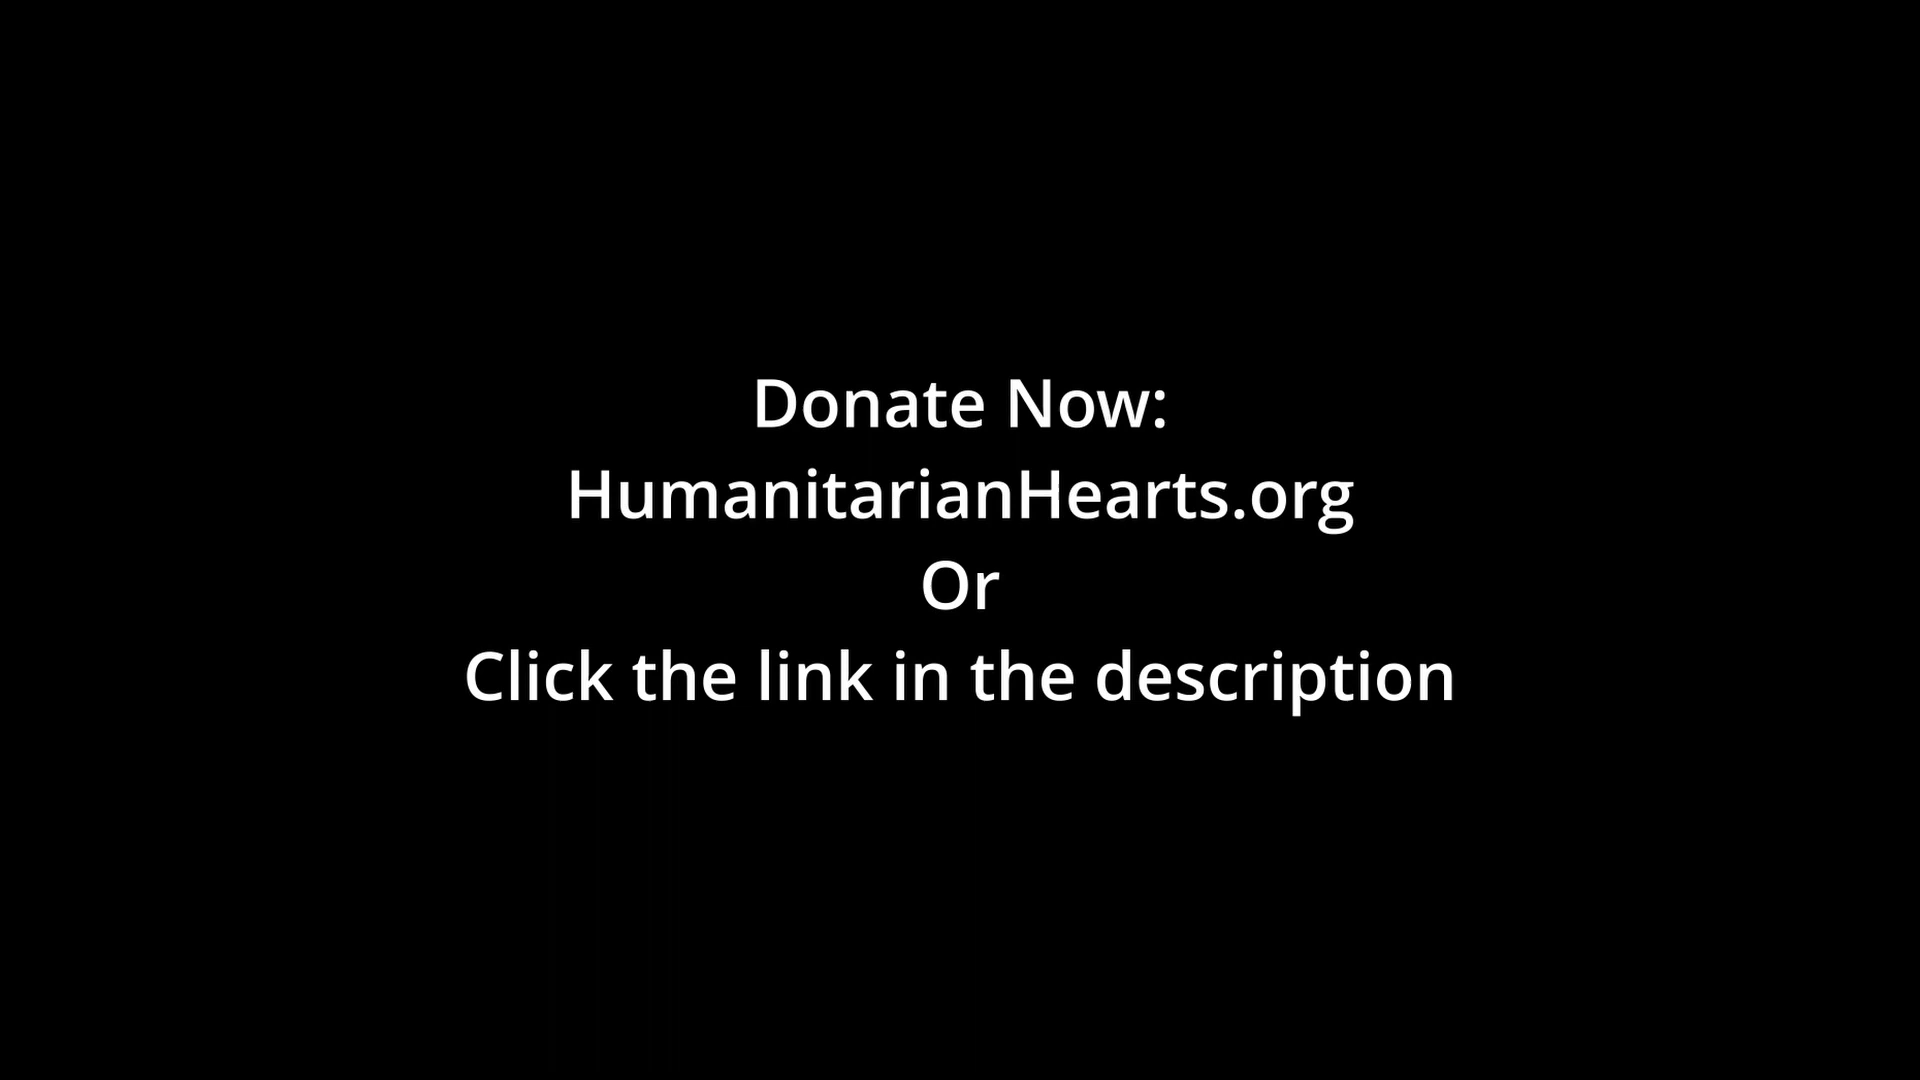 Donate Now:
HumanitarianHearts.org
Or
Click the link in the description